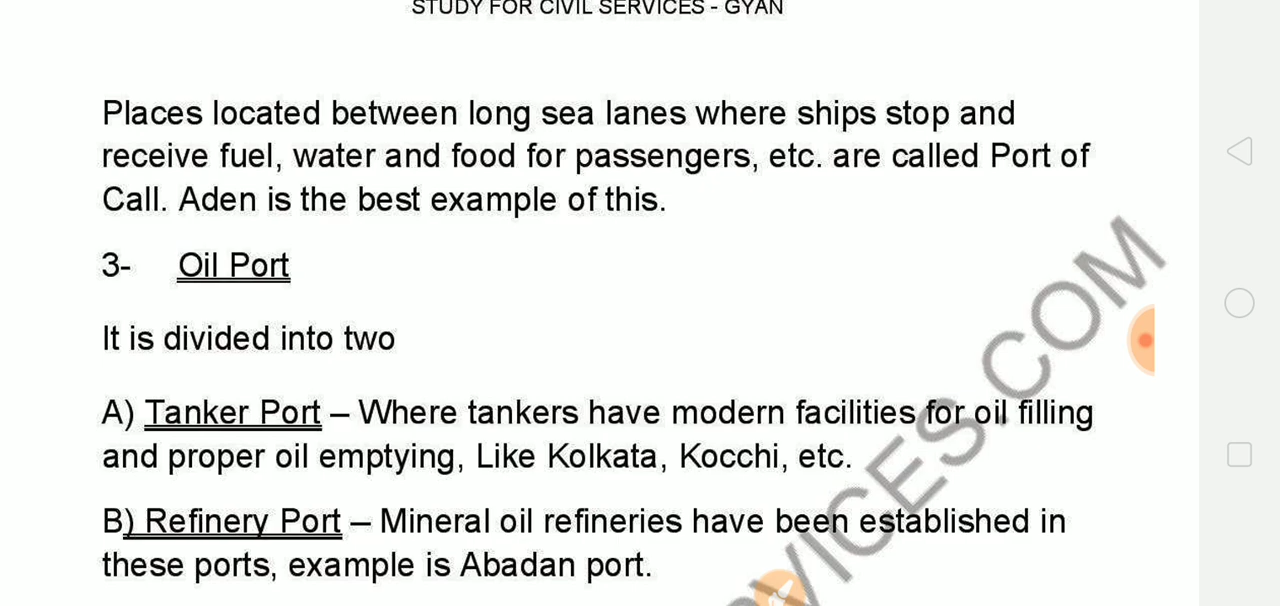 STUDY FOR CIVIL SERVICES - GYAN
Places located between long sea lanes where ships stop and
receive fuel, water and food for passengers, etc. are called Port of
Call. Aden is the best example of this.
3- Oil Port
It is divided into two
A) Tanker Port – Where tankers have modern facilities for oil filling
and proper oil emptying, Like Kolkata, Kocchi, etc.
B) Refinery Port – Mineral oil refineries have been established in
these ports, example is Abadan port.
VICES.COM